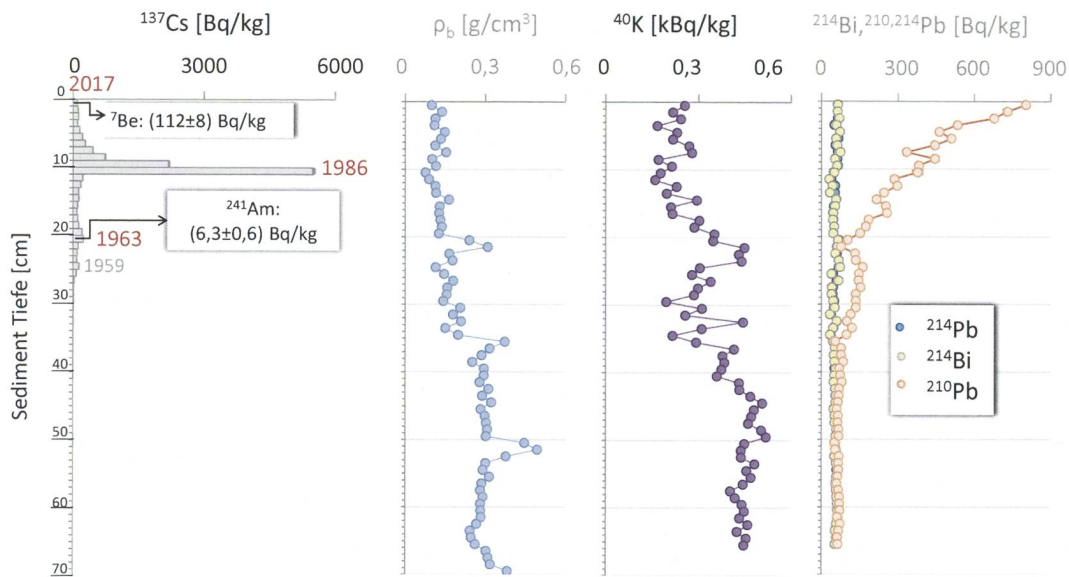 ¹³⁷Cs [Bq/kg]
ρb [g/cm³]
⁴⁰K [kBq/kg]
²¹⁴Bi,²¹⁰,²¹⁴Pb [Bq/kg]
0 3000 6000
0 0,3 0,6
0 0,3 0,6
0 300 600 900
2017
⁷Be: (112±8) Bq/kg
1986
²⁴¹Am:
(6,3±0,6) Bq/kg
1963
1959
Sediment Tiefe [cm]
0
10
20
30
40
50
60
70
²¹⁴Pb
²¹⁴Bi
²¹⁰Pb